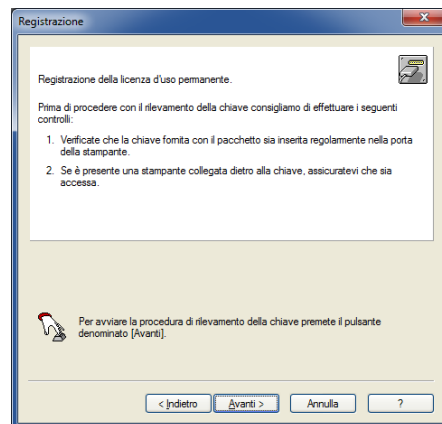 Registrazione
Registrazione della licenza d'uso permanente.
Prima di procedere con il rilevamento della chiave consigliamo di effettuare i seguenti
controlli:
1. Verificate che la chiave fornita con il pacchetto sia inserita regolarmente nella porta
della stampante.
2. Se è presente una stampante collegata dietro alla chiave, assicuratevi che sia
accessa.
Per avviare la procedura di rilevamento della chiave premete il pulsante
denominato [Avanti].
< Indietro Avanti > Annulla ?